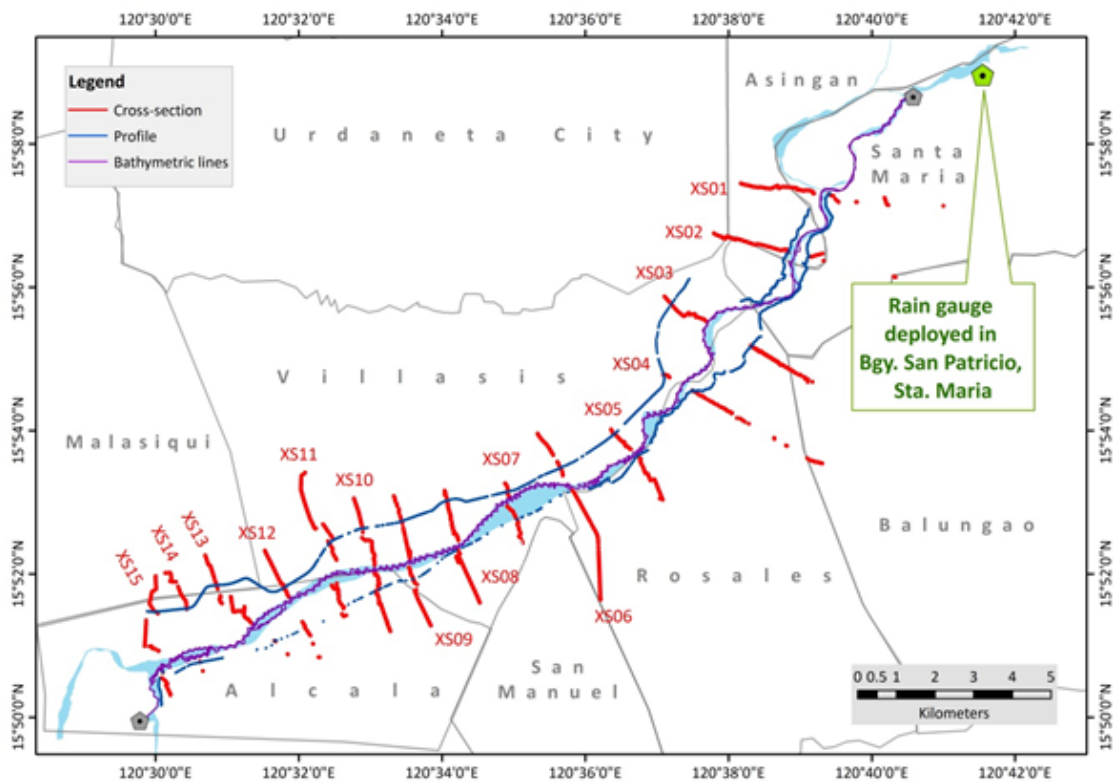 120°30'0"E 120°32'0"E 120°34'0"E 120°36'0"E 120°38'0"E 120°40'0"E 120°42'0"E
Legend
Cross-section
Profile
Bathymetric lines
Asingan
Urdaneta City
15°58'0"N 15°58'0"N
Santa
Maria
XS01
XS02
XS03
15°56'0"N 15°56'0"N
Rain gauge
deployed in
Bgy. San Patricio,
Sta. Maria
XS04
Villasis
XS05
15°54'0"N 15°54'0"N
Malasiqui
XS11
XS07
XS10
Balungao
XS12
XS13
XS14
XS15
15°52'0"N 15°52'0"N
Rosales
XS08
XS06
XS09
San
Manuel
Alcala
0 0.5 1 2 3 4 5
Kilometers
15°50'0"N 15°50'0"N
120°30'0"E 120°32'0"E 120°34'0"E 120°36'0"E 120°38'0"E 120°40'0"E 120°42'0"E